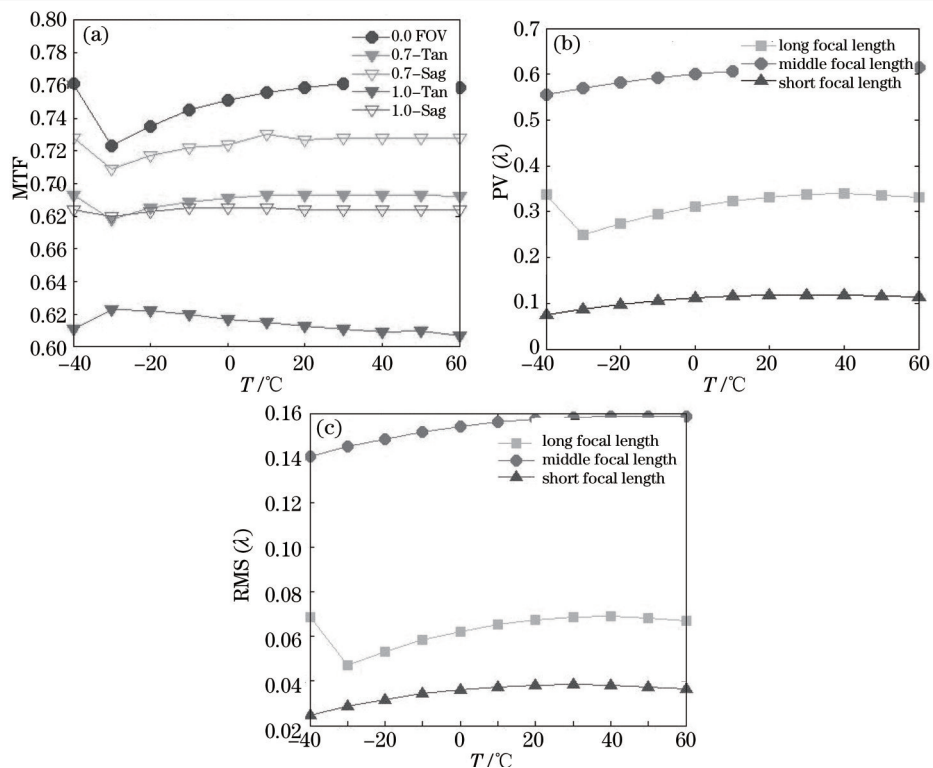 (a)
0.80
0.78
0.76
0.74
0.72
0.70
0.62
0.66
0.64
0.62
0.60
MTF
0.0 FOV
0.7-Tan
0.7-Sag
1.0-Tan
1.0-Sag
-40 -20 0 20 40 60
T/℃
(b)
0.7
0.6
0.5
0.4
0.3
0.2
0.1
0
PV (λ)
long focal length
middle focal length
short focal length
-40 -20 0 20 40 60
T/℃
(c)
0.16
0.14
0.12
0.10
0.08
0.06
0.04
0.02
RMS (λ)
long focal length
middle focal length
short focal length
-40 -20 0 20 40 60
T/℃